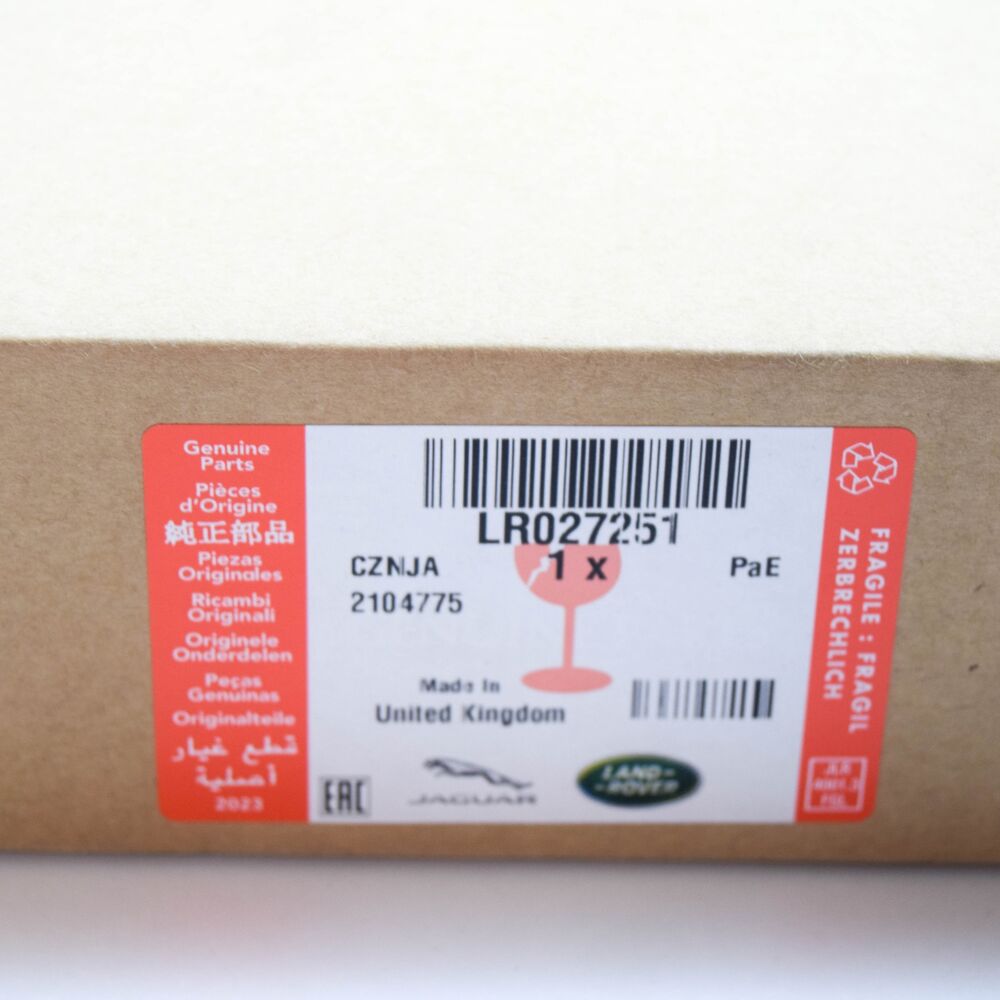 Genuine
Parts
Pièces
d'Origine
純正部品
Piezas
Originales
Ricambi
Originali
Originele
Onderdelen
Peças
Genuinas
Originalteile
قطع غيار
أصلية
2023
LR027251
1 x
CZNJA
PaE
2104775
Made In
United Kingdom
EAC
JAGUAR
LAND-
-ROVER
FRAGILE : FRAGIL
ZERBRECHLICH